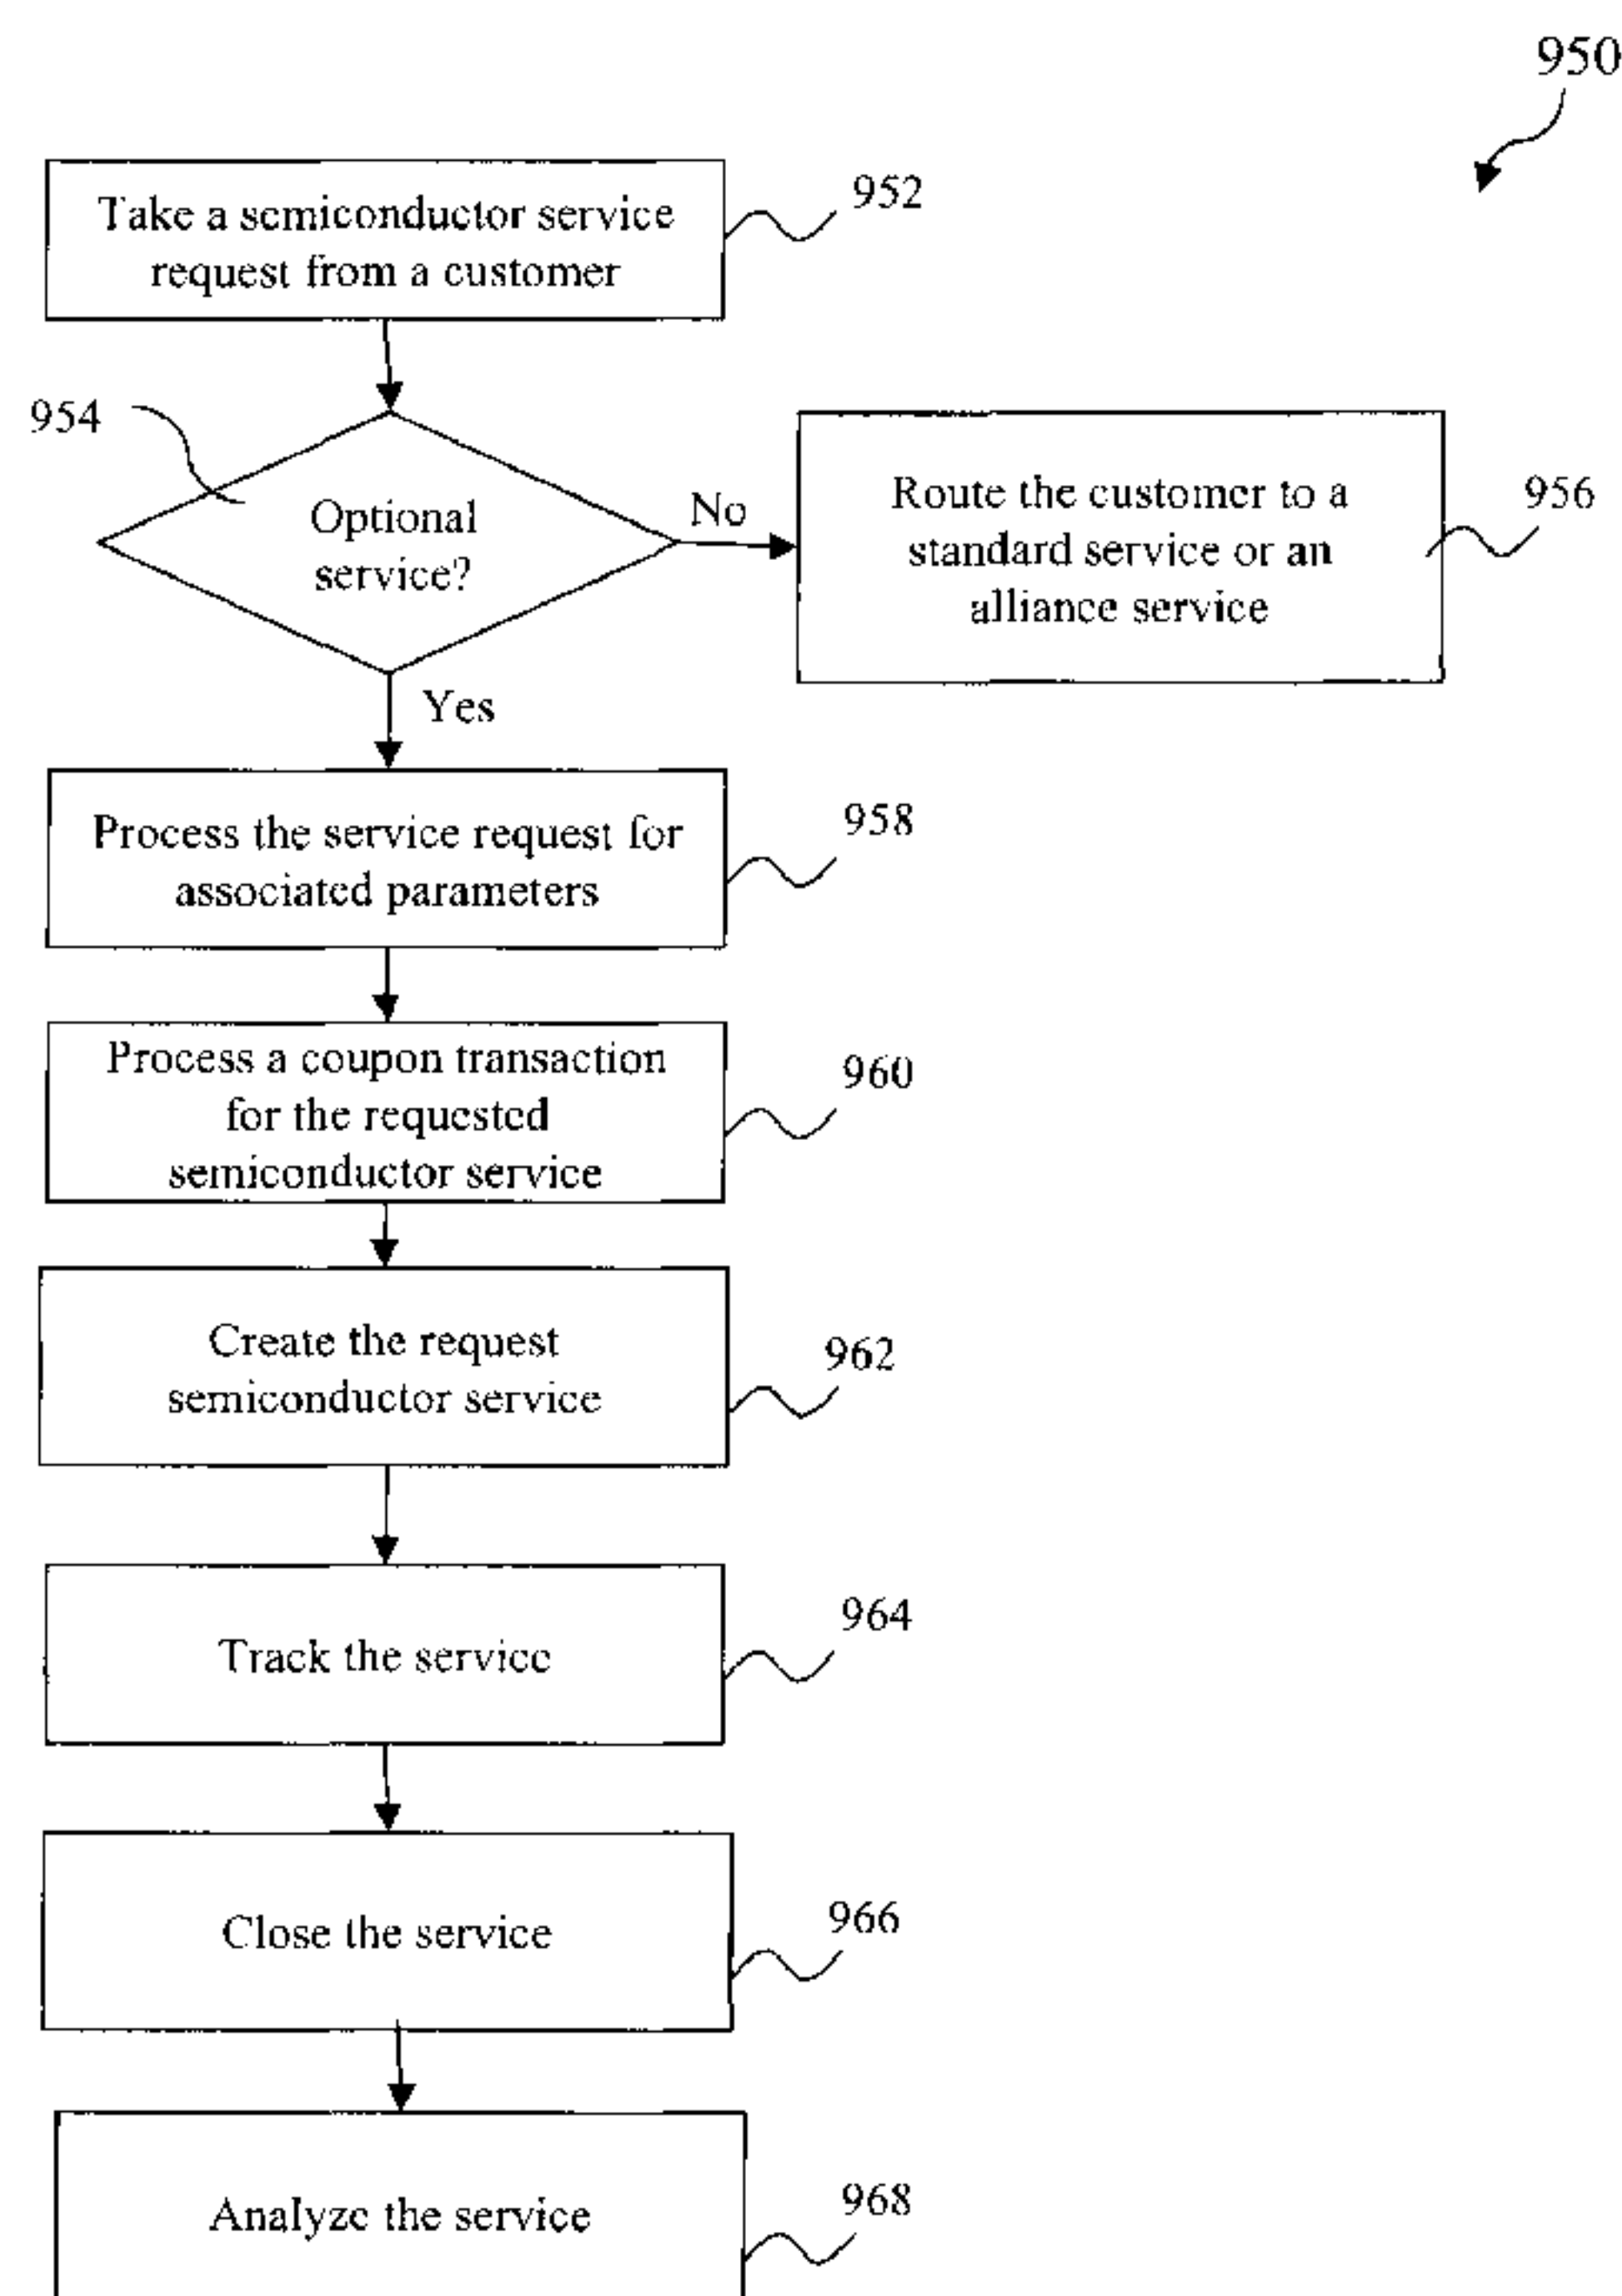 950
Take a semiconductor service
request from a customer
952
954
Optional
service?
No
Route the customer to a
standard service or an
alliance service
956
Yes
Process the service request for
associated parameters
958
Process a coupon transaction
for the requested
semiconductor service
960
Create the request
semiconductor service
962
Track the service
964
Close the service
966
Analyze the service
968